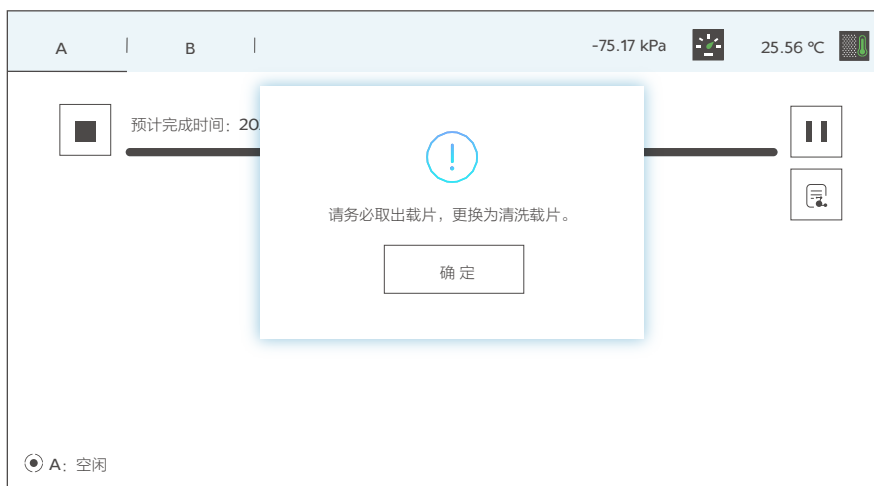 A | B |
-75.17 kPa
25.56 ℃
预计完成时间：20
请务必取出载片，更换为清洗载片。
确 定
A：空闲